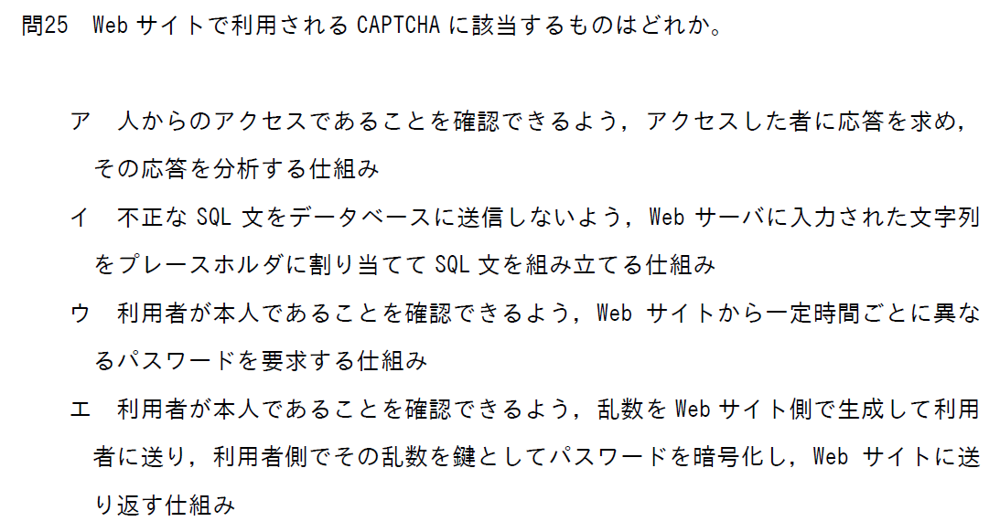 問25　Web サイトで利用される CAPTCHA に該当するものはどれか。
ア　人からのアクセスであることを確認できるよう，アクセスした者に応答を求め，
その応答を分析する仕組み
イ　不正な SQL 文をデータベースに送信しないよう，Web サーバに入力された文字列
をプレースホルダに割り当てて SQL 文を組み立てる仕組み
ウ　利用者が本人であることを確認できるよう，Web サイトから一定時間ごとに異な
るパスワードを要求する仕組み
エ　利用者が本人であることを確認できるよう，乱数を Web サイト側で生成して利用
者に送り，利用者側でその乱数を鍵としてパスワードを暗号化し，Web サイトに送
り返す仕組み